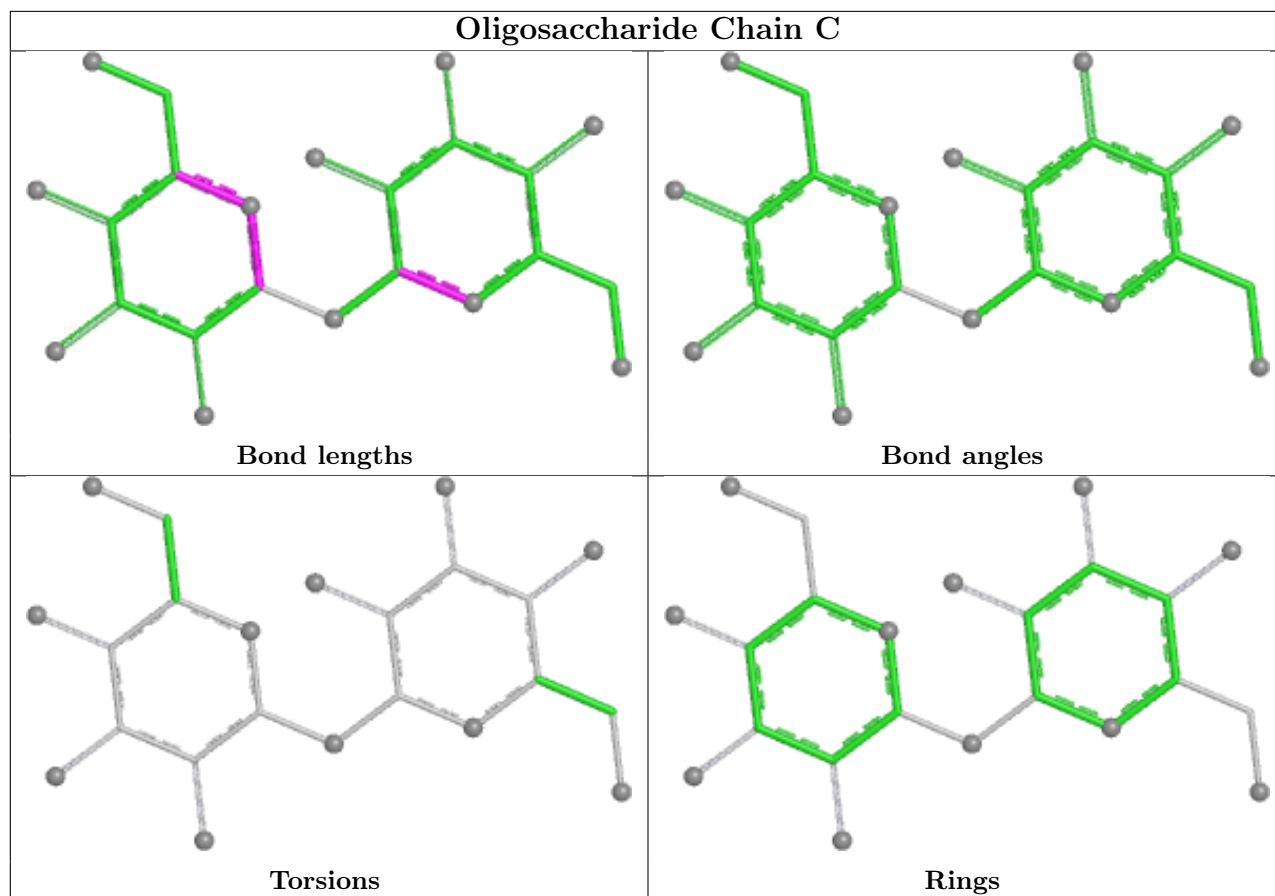 Oligosaccharide Chain C
Bond lengths
Bond angles
Torsions
Rings